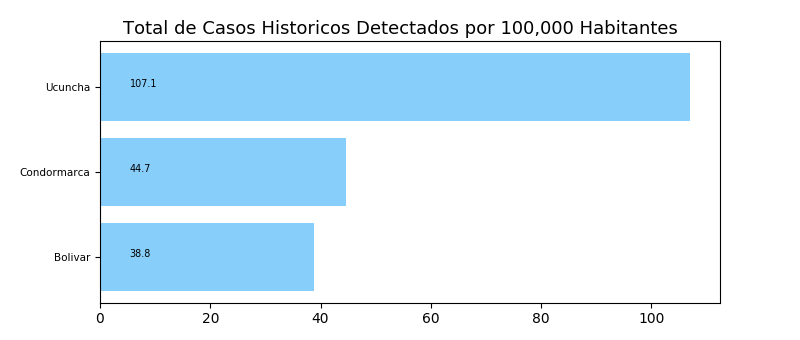 Total de Casos Historicos Detectados por 100,000 Habitantes
Ucuncha
107.1
Condormarca
44.7
Bolivar
38.8
0 20 40 60 80 100